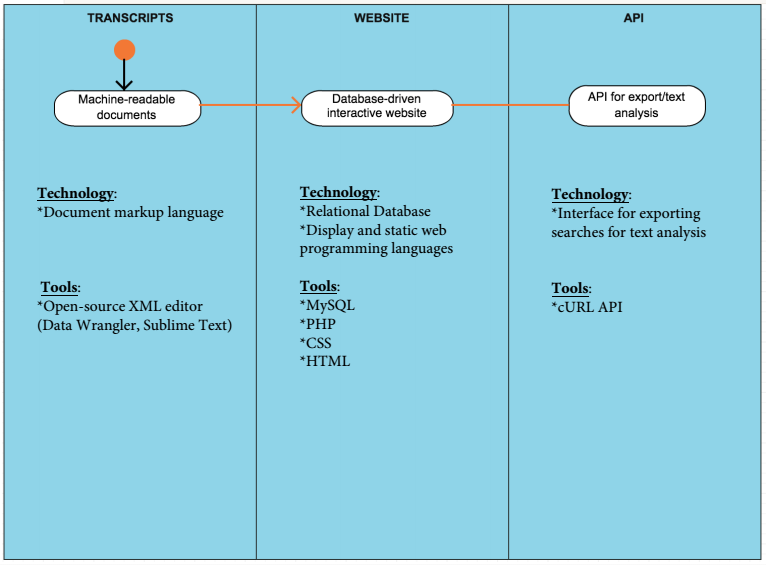 TRANSCRIPTS
Machine-readable
documents
Technology:
*Document markup language
Tools:
*Open-source XML editor
(Data Wrangler, Sublime Text)
WEBSITE
Database-driven
interactive website
Technology:
*Relational Database
*Display and static web
programming languages
Tools:
*MySQL
*PHP
*CSS
*HTML
API
API for export/text
analysis
Technology:
*Interface for exporting
searches for text analysis
Tools:
*cURL API